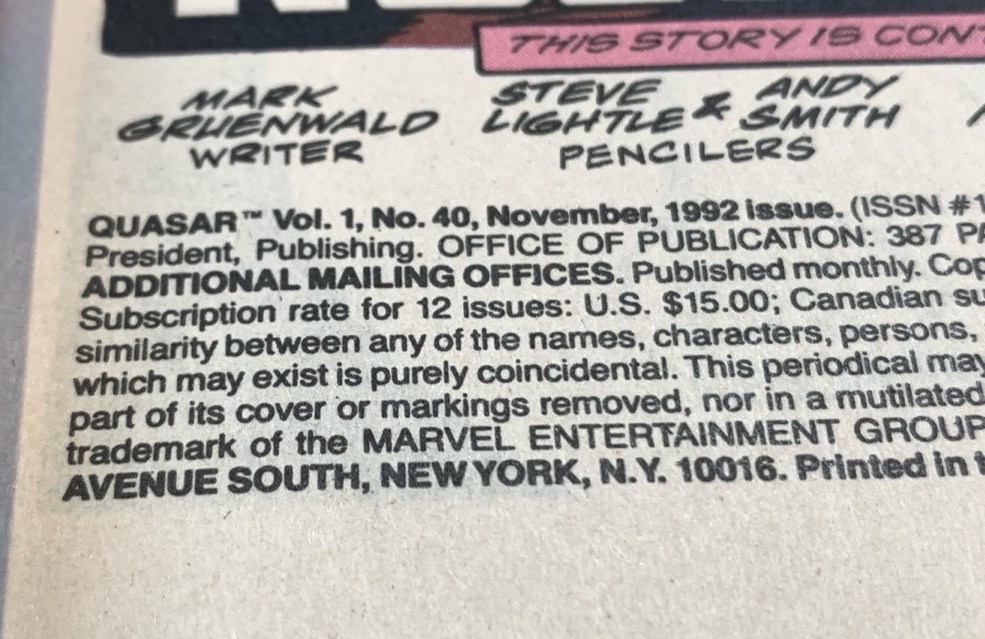 THIS STORY IS CONT
MARK
GRUENWALD
WRITER
STEVE & ANDY
LIGHTLE SMITH
PENCILERS
QUASAR™ Vol. 1, No. 40, November, 1992 issue. (ISSN #1
President, Publishing. OFFICE OF PUBLICATION: 387 PA
ADDITIONAL MAILING OFFICES. Published monthly. Cop
Subscription rate for 12 issues: U.S. $15.00; Canadian su
similarity between any of the names, characters, persons,
which may exist is purely coincidental. This periodical may
part of its cover or markings removed, nor in a mutilated
trademark of the MARVEL ENTERTAINMENT GROUP
AVENUE SOUTH, NEW YORK, N.Y. 10016. Printed in t